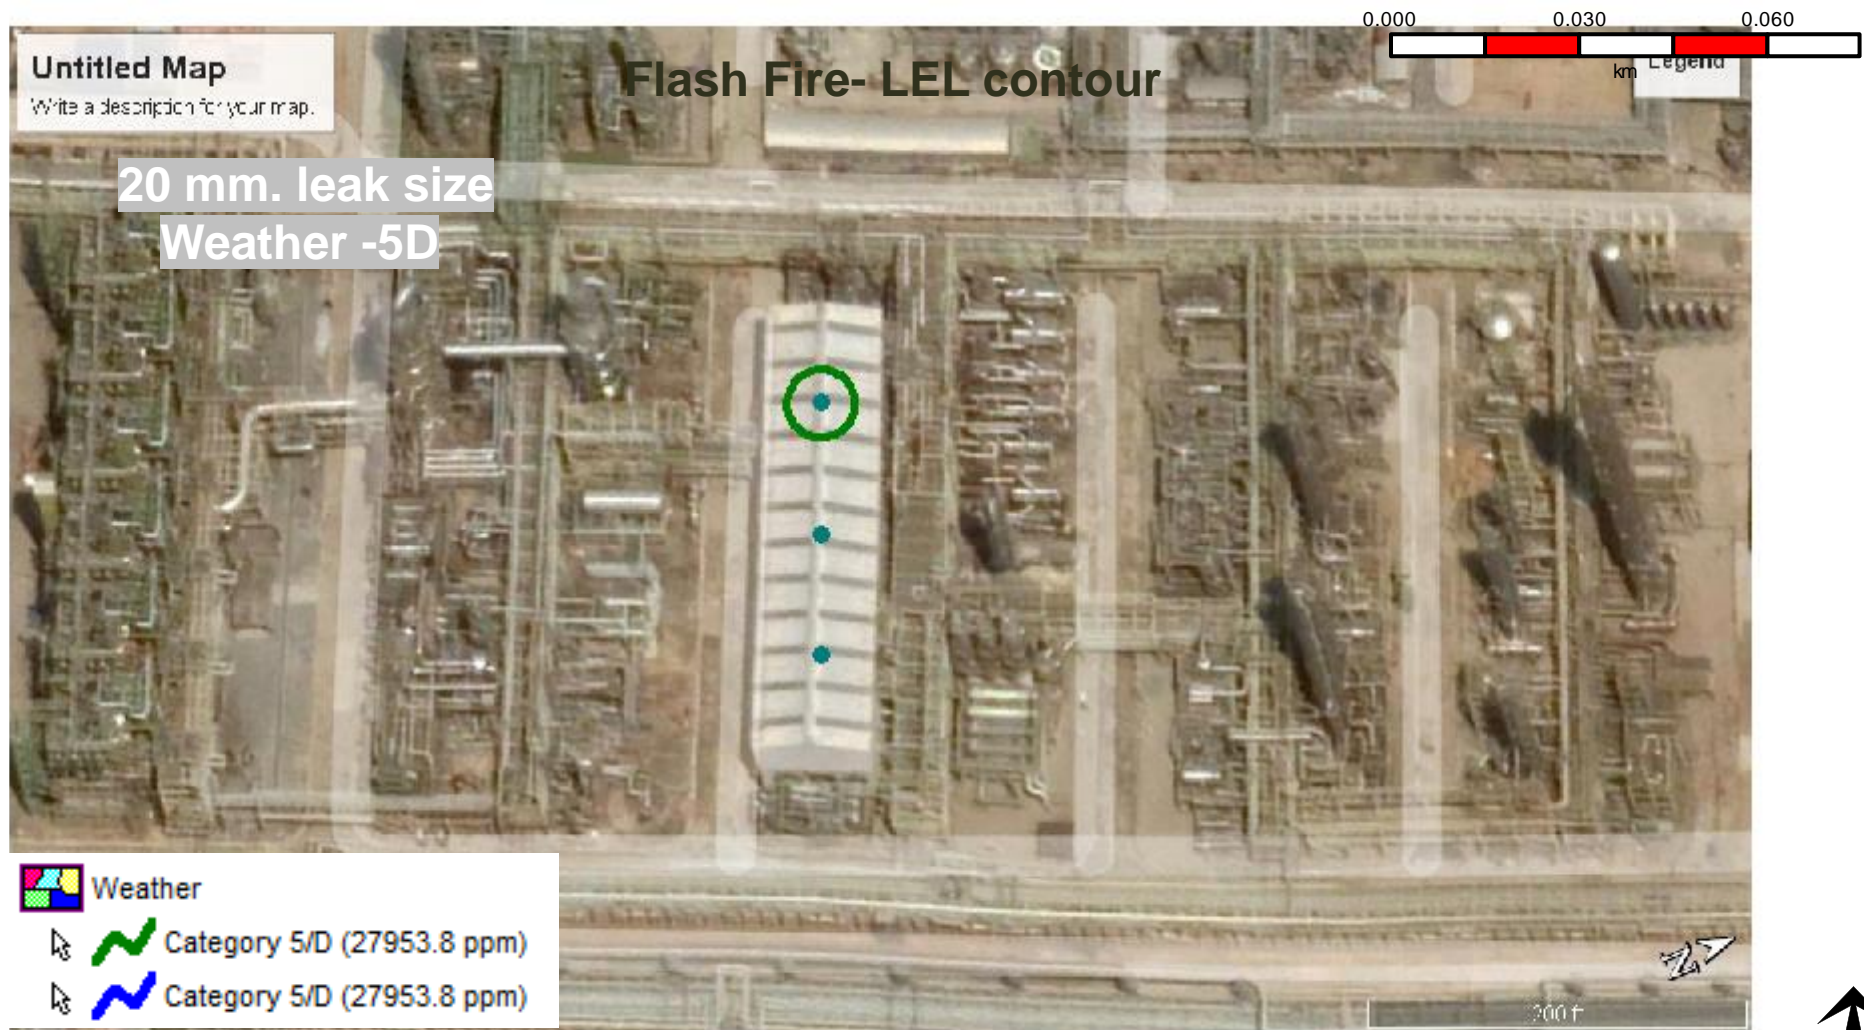 0.000 0.030 0.060
km
Untitled Map
Write a description for your map.
Flash Fire- LEL contour
Legend
20 mm. leak size
Weather -5D
Weather
Category 5/D (27953.8 ppm)
Category 5/D (27953.8 ppm)
N
200 ft